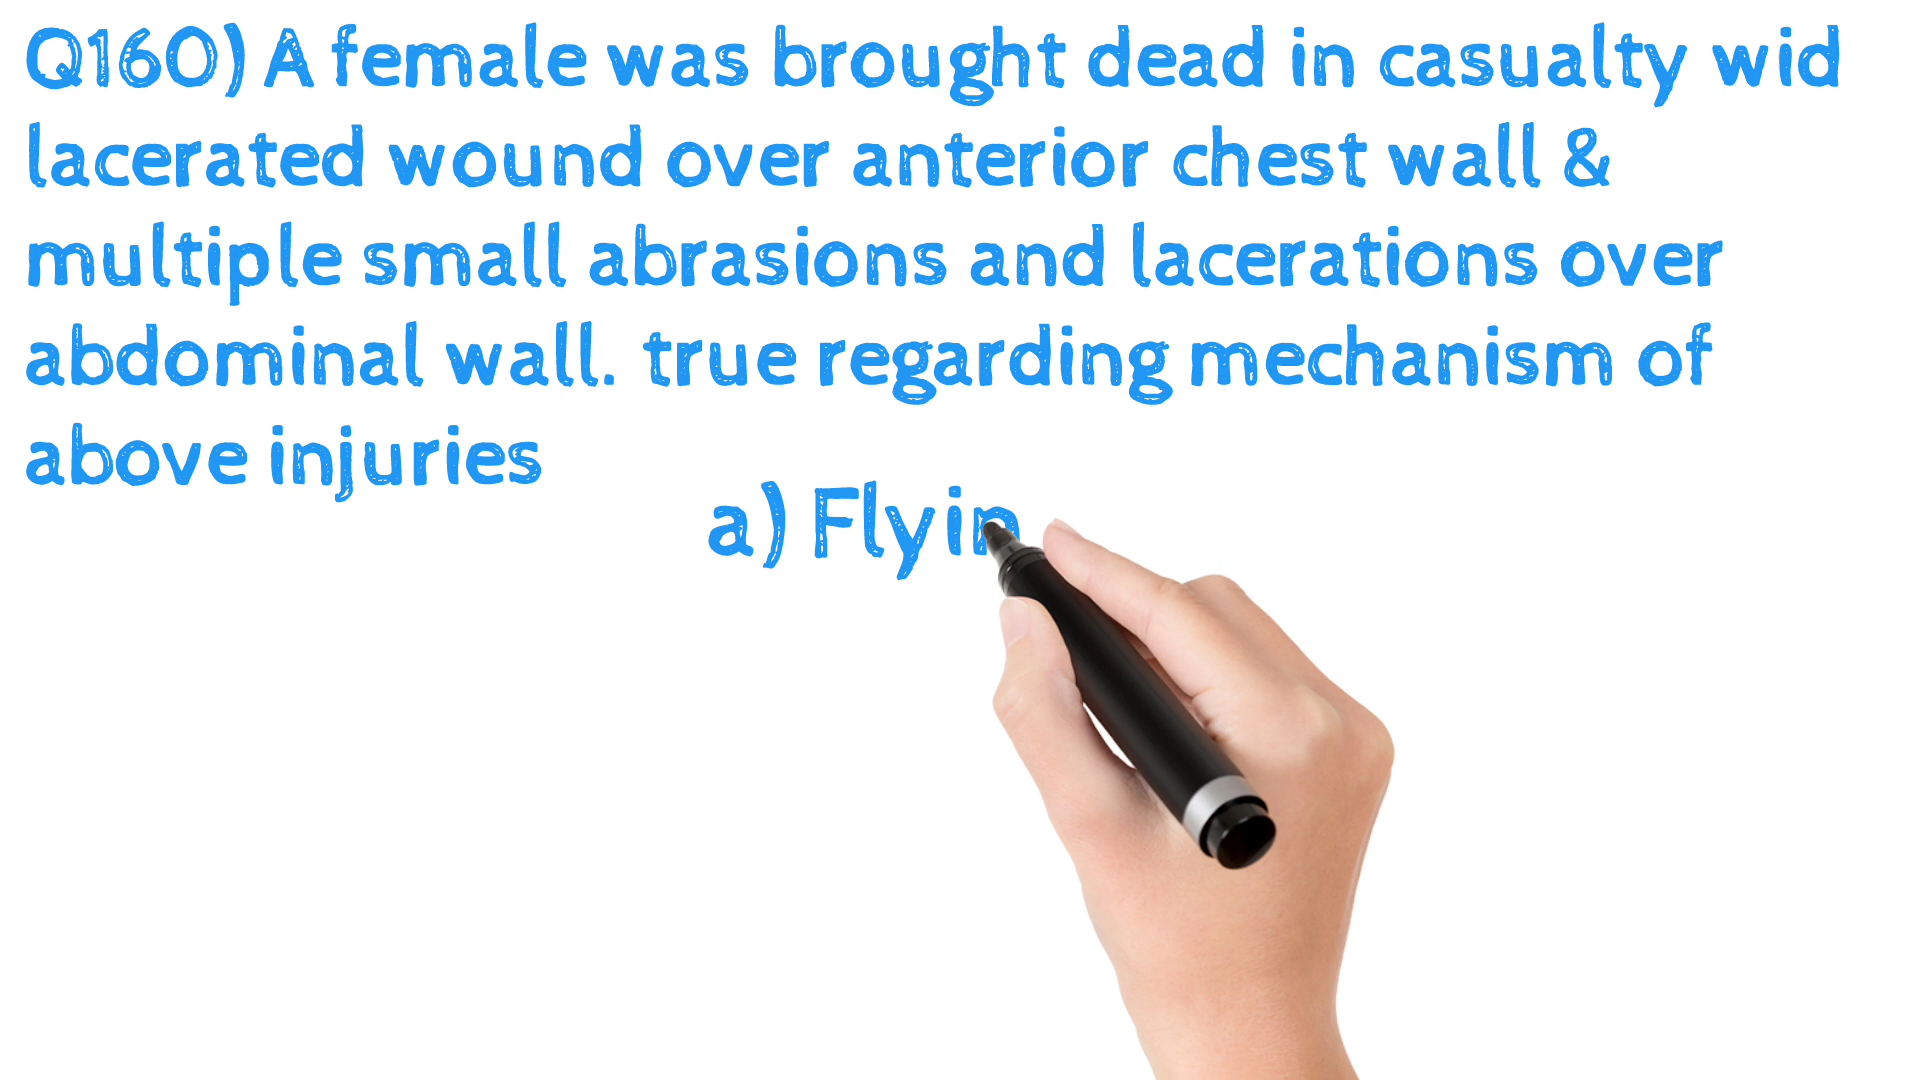 Q160) A female was brought dead in casualty wid
lacerated wound over anterior chest wall &
multiple small abrasions and lacerations over
abdominal wall. true regarding mechanism of
above injuries
a) Flyin